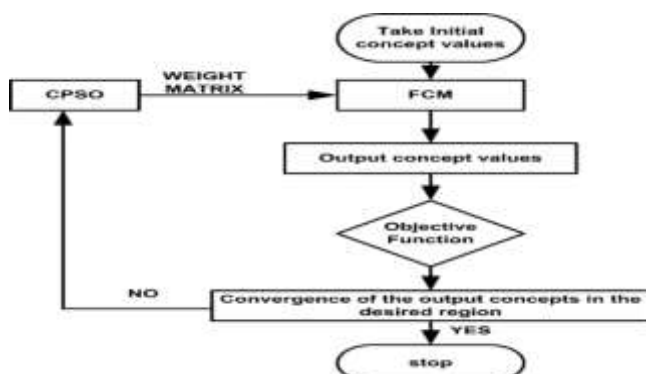 Take Initial
concept values
WEIGHT
MATRIX
CPSO
FCM
Output concept values
Objective
Function
NO
Convergence of the output concepts in the
desired region
YES
stop